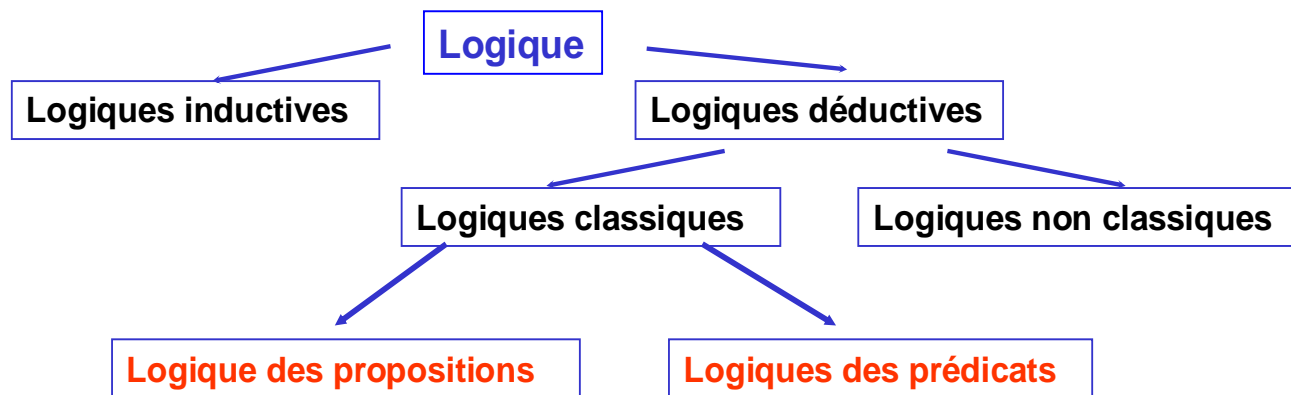 Logique
Logiques inductives
Logiques déductives
Logiques classiques
Logiques non classiques
Logique des propositions
Logiques des prédicats